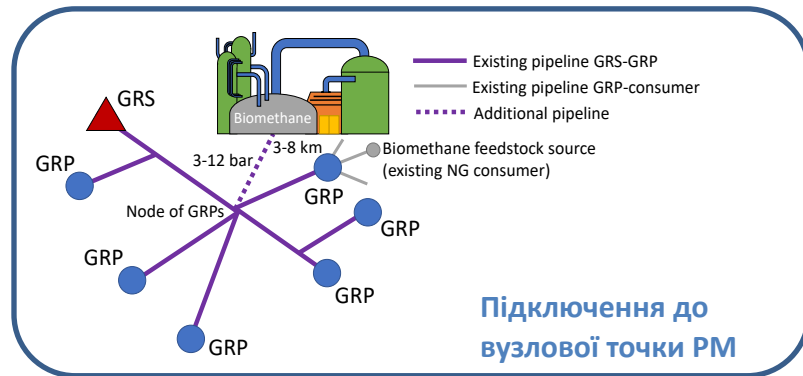 Existing pipeline GRS-GRP
Existing pipeline GRP-consumer
Additional pipeline
GRS
Biomethane
3-12 bar
3-8 km
Biomethane feedstock source
(existing NG consumer)
GRP
GRP
Node of GRPs
GRP
GRP
GRP
GRP
Підключення до
вузлової точки РМ